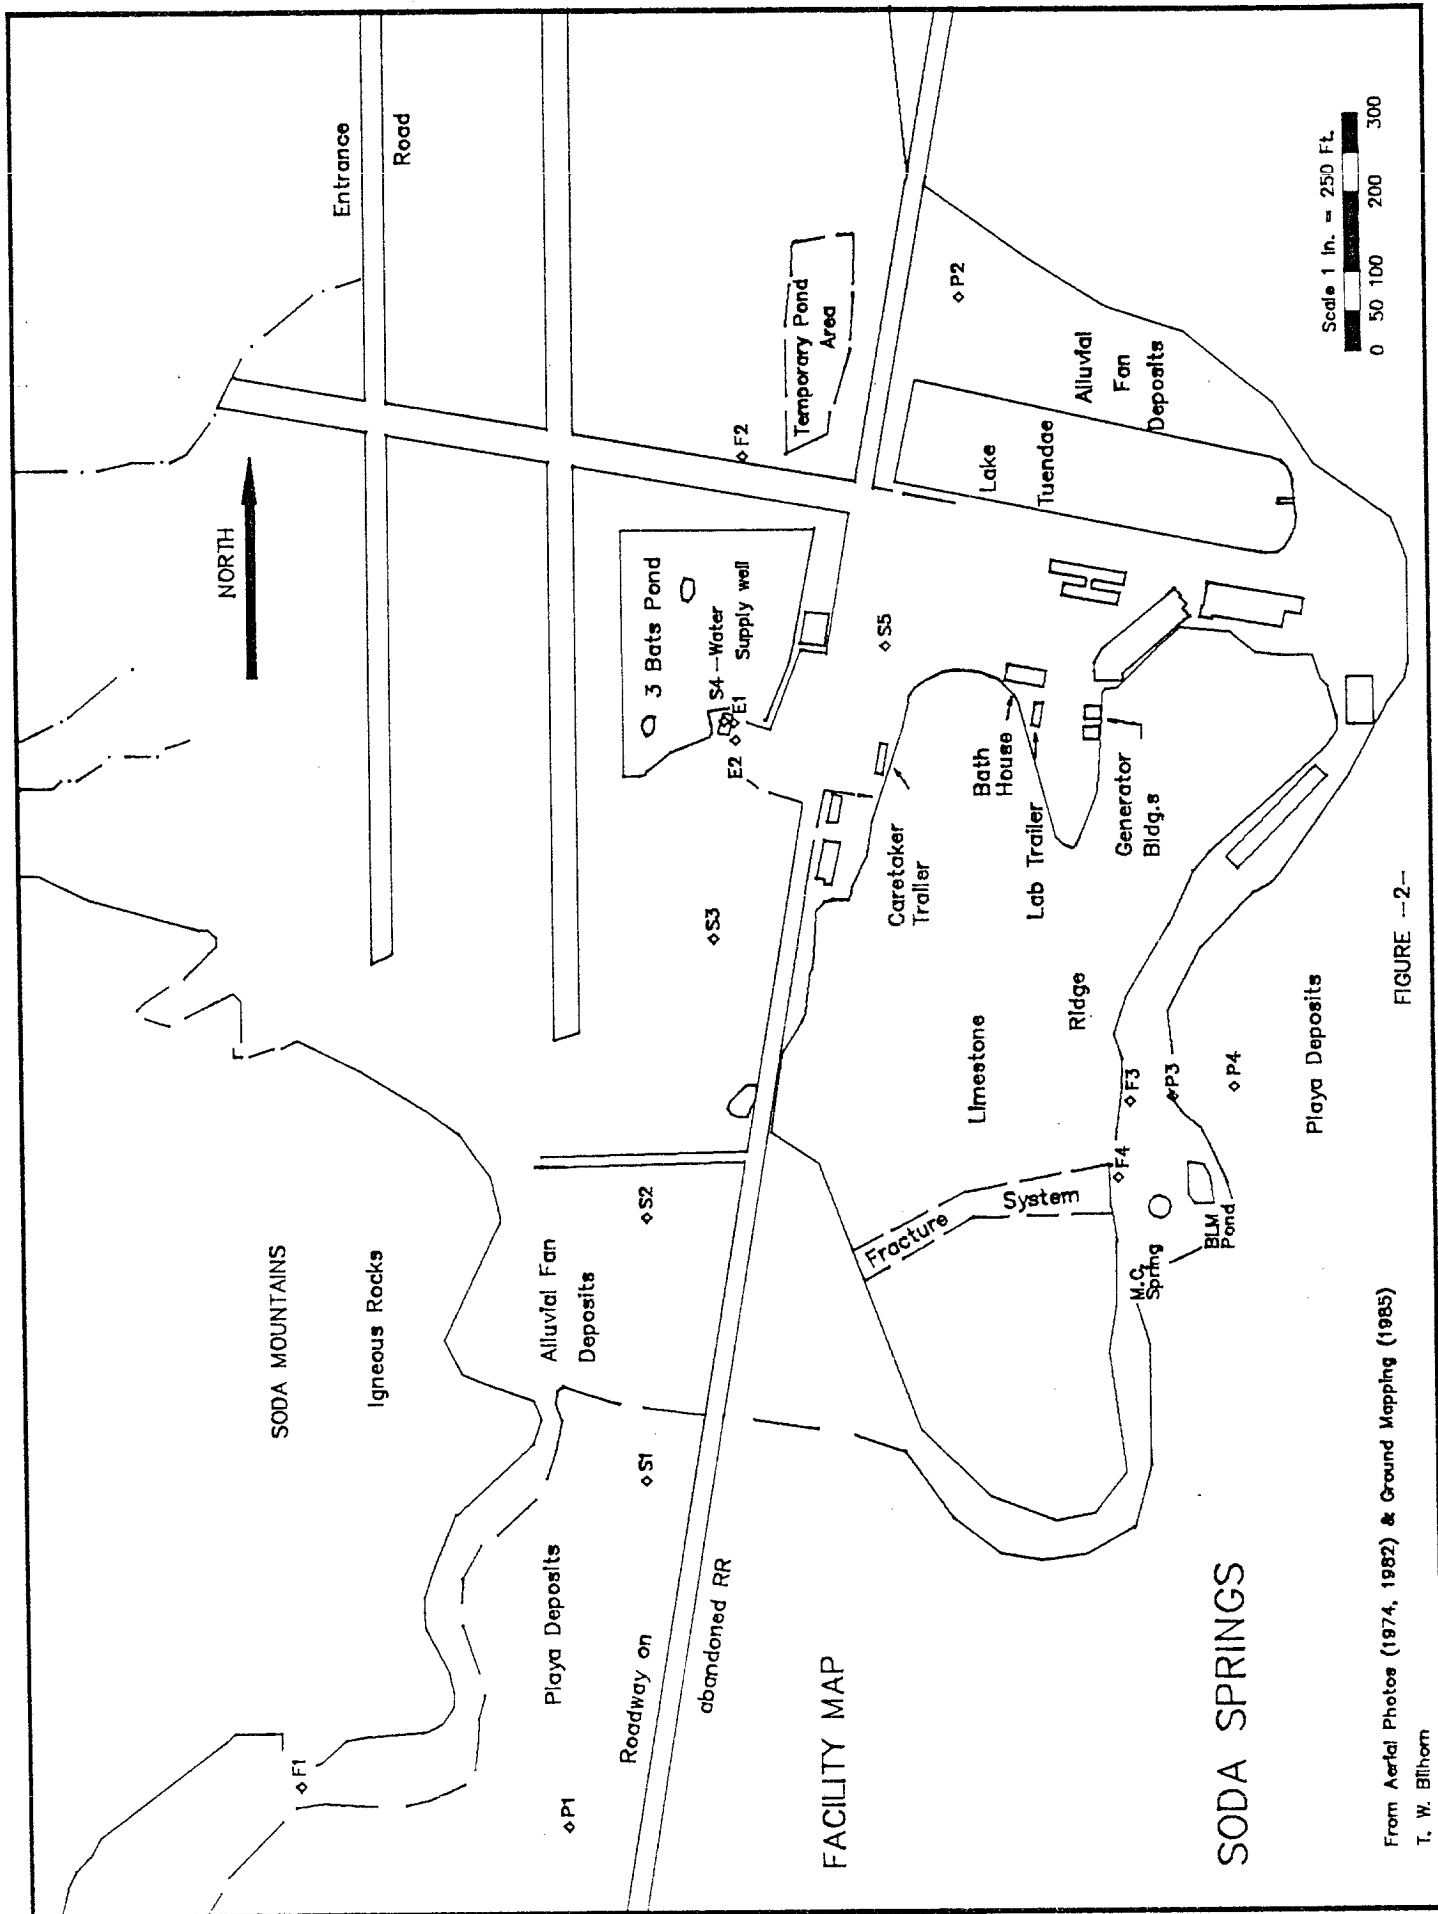 Entrance
Road
NORTH
Temporary Pond
Area
P2
F2
Scale 1 in. = 250 Ft.
0 50 100 200 300
Alluvial
Fan
Deposits
Lake
Tuendae
3 Bats Pond
S4--Water
Supply well
E1
E2
S5
S3
Bath
House
Lab Trailer
Caretaker
Trailer
Generator
Bldg.s
Limestone
Ridge
F3
P3
P4
F4
Playa Deposits
FIGURE --2--
Fracture
System
M.C.
Spring
BLM
Pond
S2
SODA MOUNTAINS
Igneous Rocks
Alluvial Fan
Deposits
S1
Playa Deposits
Roadway on
abandoned RR
F1
P1
FACILITY MAP
SODA SPRINGS
From Aerial Photos (1974, 1982) & Ground Mapping (1985)
T. W. Bilhorn